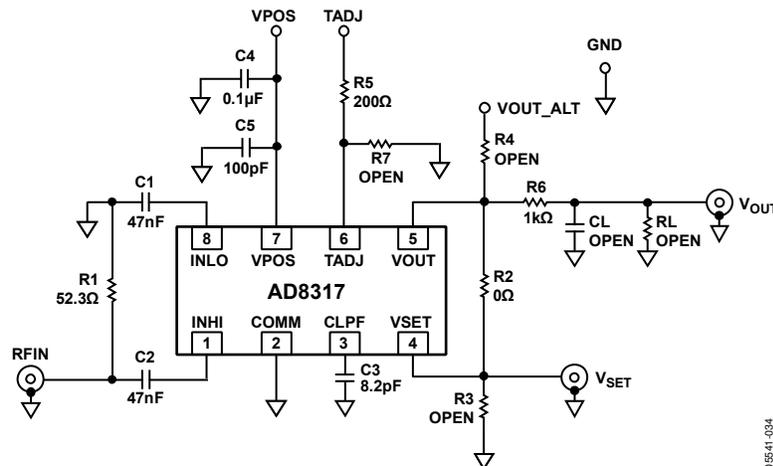 VPOS
TADJ
GND
C4
0.1µF
R5
200Ω
VOUT_ALT
C5
100pF
R7
OPEN
R4
OPEN
C1
47nF
R6
1kΩ
CL
OPEN
RL
OPEN
VOUT
8
7
6
5
INLO
VPOS
TADJ
VOUT
R1
52.3Ω
AD8317
R2
0Ω
INHI
COMM
CLPF
VSET
1
2
3
4
RFIN
C2
47nF
C3
8.2pF
R3
OPEN
VSET
05541-034